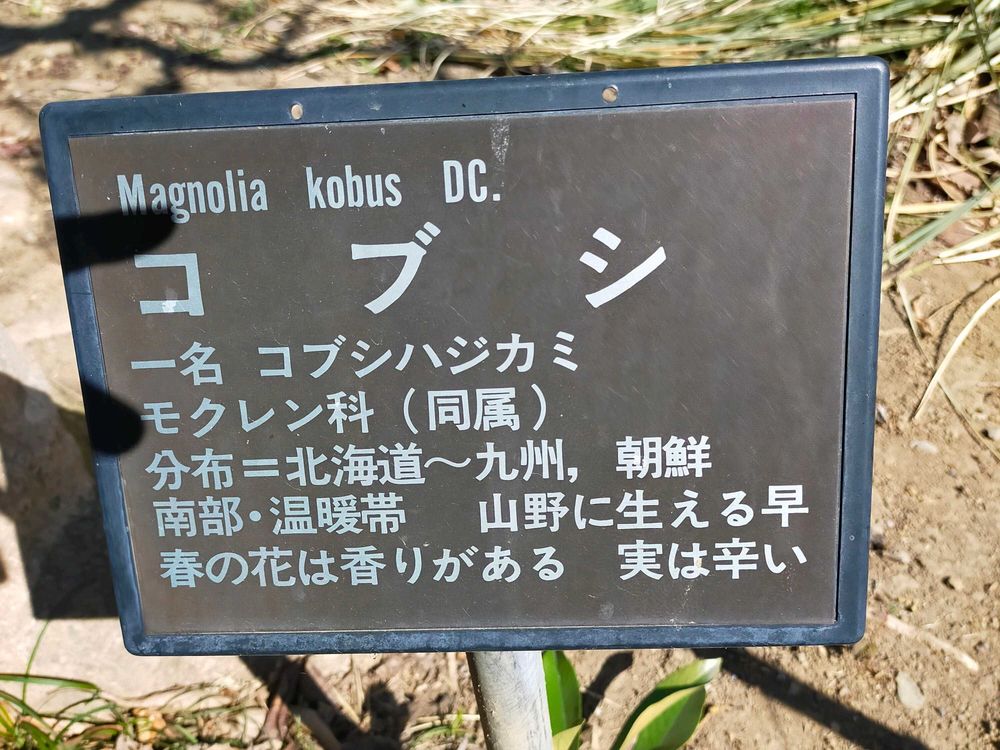 Magnolia kobus DC.
コブシ
一名 コブシハジカミ
モクレン科(同属)
分布=北海道~九州, 朝鮮
南部・温暖帯 山野に生える早
春の花は香りがある 実は辛い